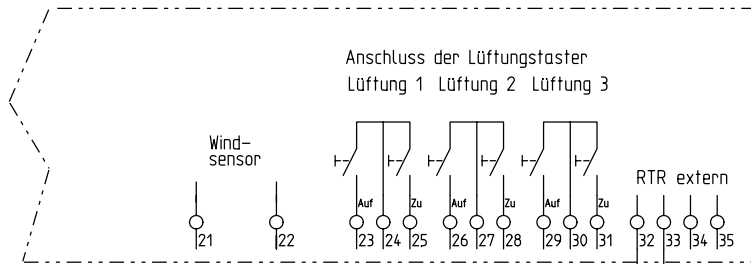 Anschluss der Lüftungstaster
Lüftung 1 Lüftung 2 Lüftung 3
Wind-
sensor
RTR extern
Auf Zu Auf Zu Auf Zu
21 22 23 24 25 26 27 28 29 30 31 32 33 34 35